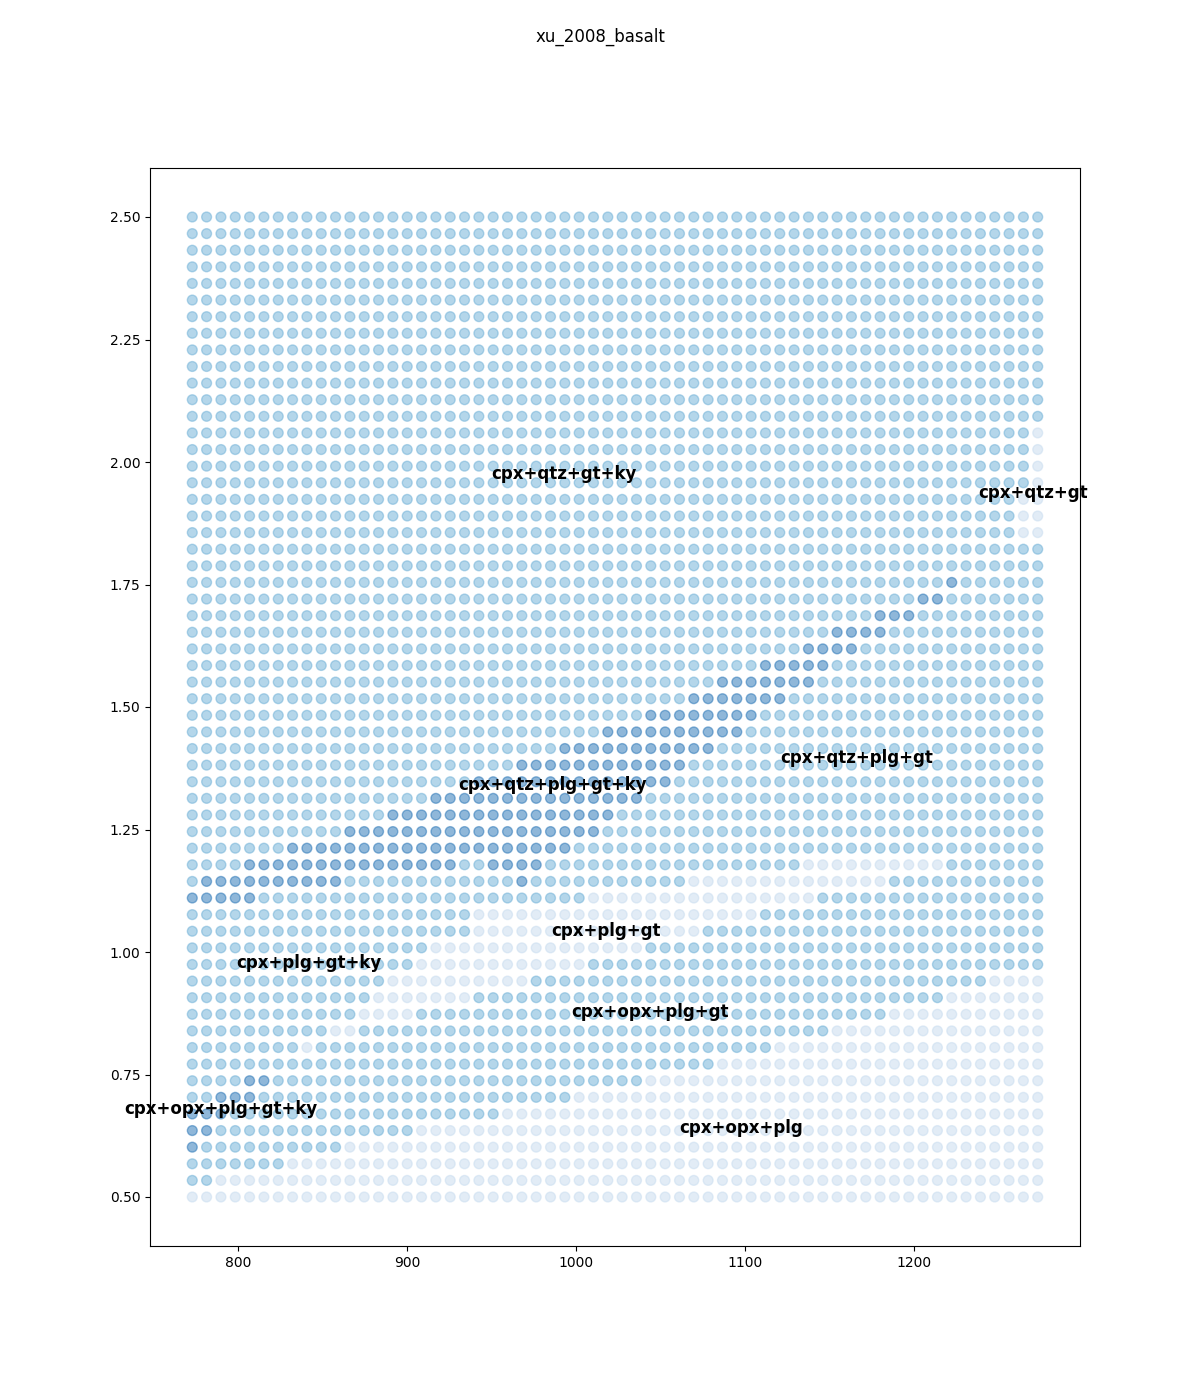 xu_2008_basalt
2.50
2.25
2.00
cpx+qtz+gt+ky
cpx+qtz+gt
1.75
1.50
cpx+qtz+plg+gt
cpx+qtz+plg+gt+ky
1.25
cpx+plg+gt
1.00
cpx+plg+gt+ky
cpx+opx+plg+gt
0.75
cpx+opx+plg+gt+ky
cpx+opx+plg
0.50
800 900 1000 1100 1200